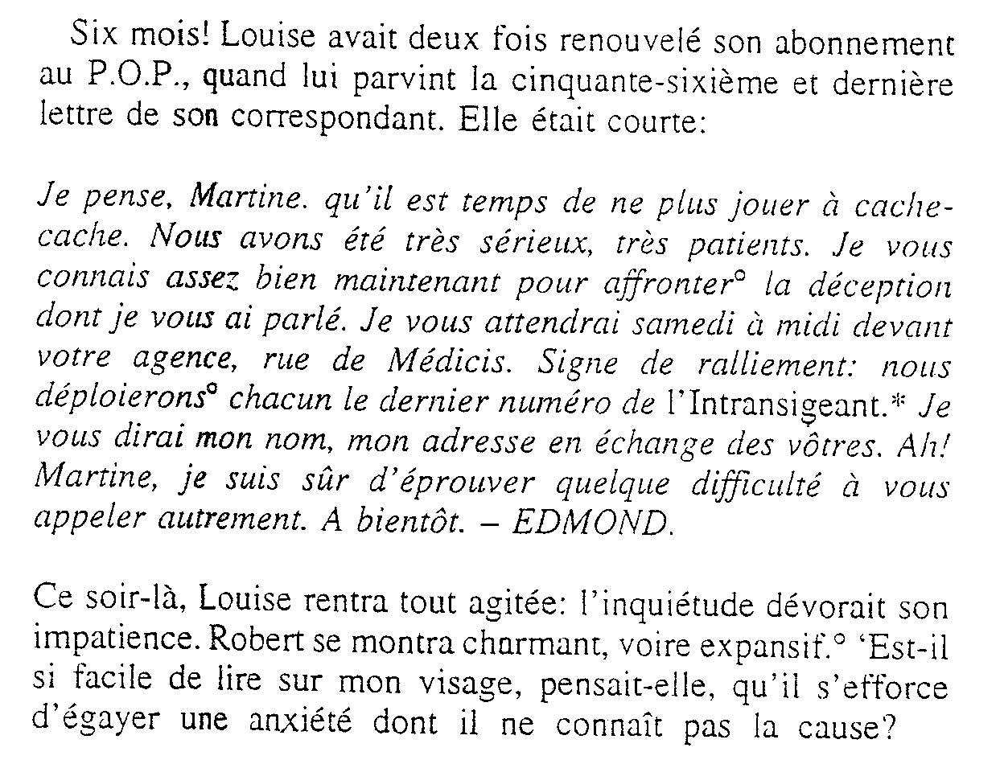 Six mois! Louise avait deux fois renouvelé son abonnement
au P.O.P., quand lui parvint la cinquante-sixième et dernière
lettre de son correspondant. Elle était courte:
Je pense, Martine. qu'il est temps de ne plus jouer à cache-
cache. Nous avons été très sérieux, très patients. Je vous
connais assez bien maintenant pour affronter° la déception
dont je vous ai parlé. Je vous attendrai samedi à midi devant
votre agence, rue de Médicis. Signe de ralliement: nous
déploierons° chacun le dernier numéro de l'Intransigeant.* Je
vous dirai mon nom, mon adresse en échange des vôtres. Ah!
Martine, je suis sûr d'éprouver quelque difficulté à vous
appeler autrement. A bientôt. – EDMOND.
Ce soir-là, Louise rentra tout agitée: l'inquiétude dévorait son
impatience. Robert se montra charmant, voire expansif.° ‘Est-il
si facile de lire sur mon visage, pensait-elle, qu'il s'efforce
d'égayer une anxiété dont il ne connaît pas la cause?